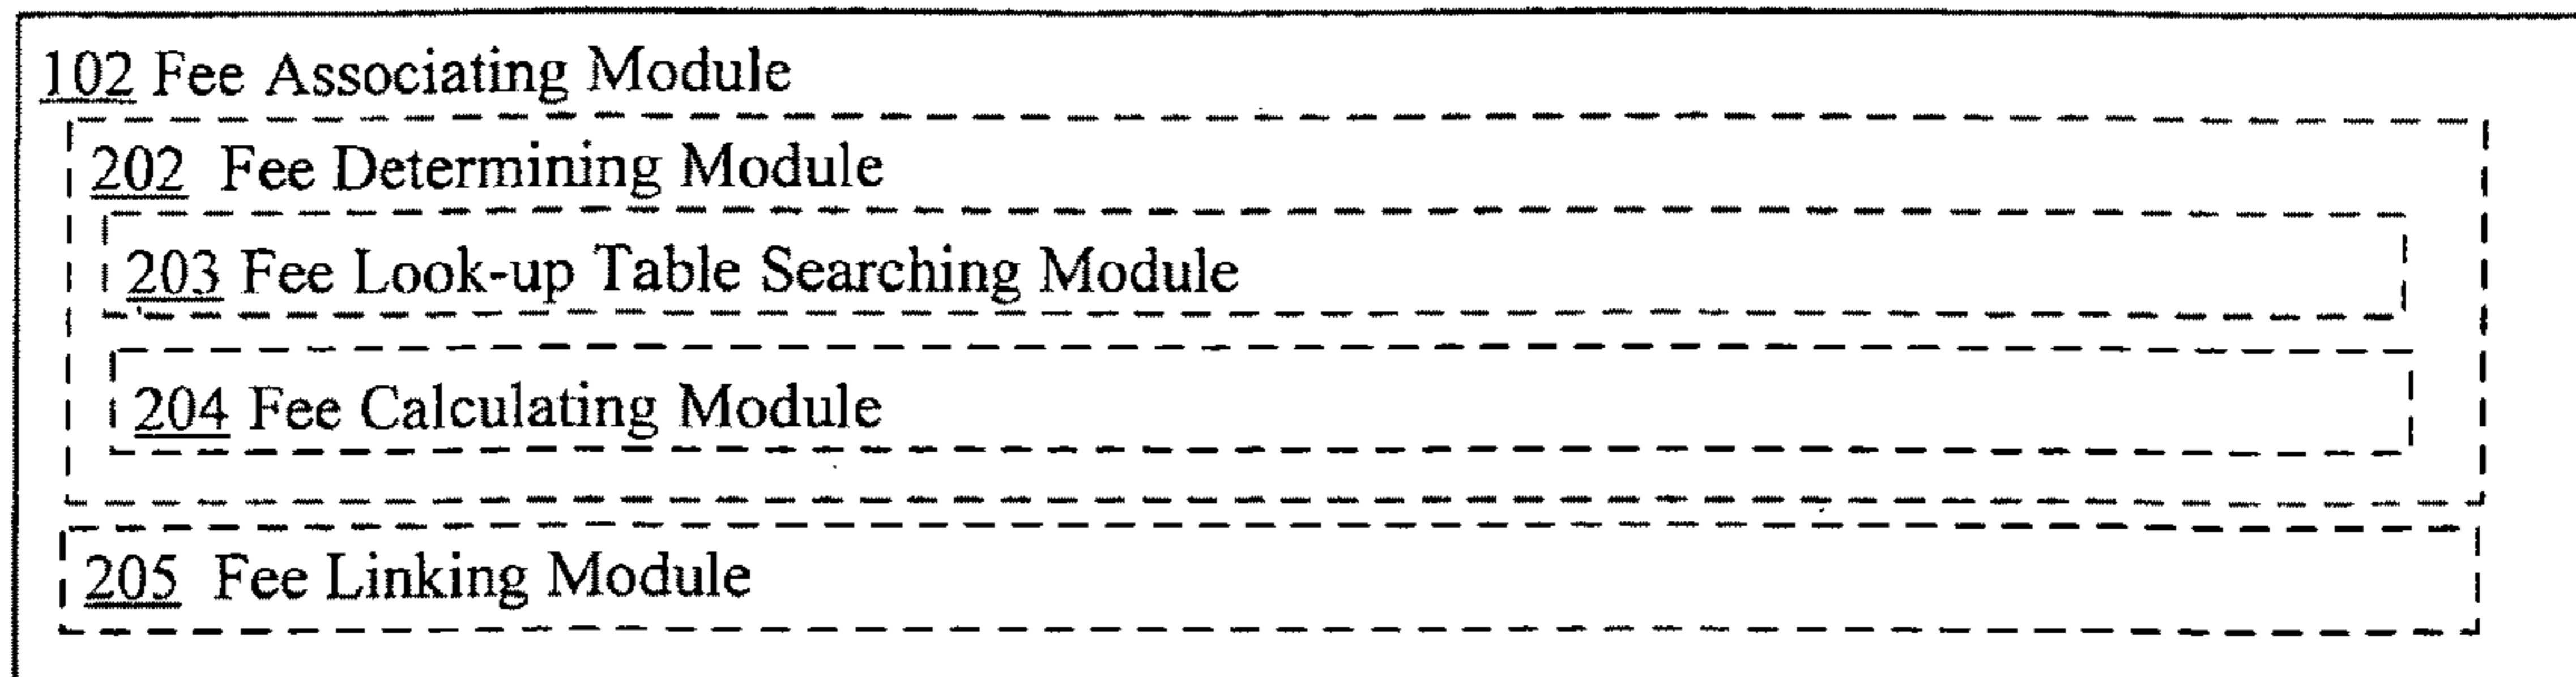 102 Fee Associating Module
202 Fee Determining Module
203 Fee Look-up Table Searching Module
204 Fee Calculating Module
205 Fee Linking Module